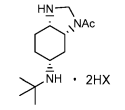 HN
NAc
NH · 2HX